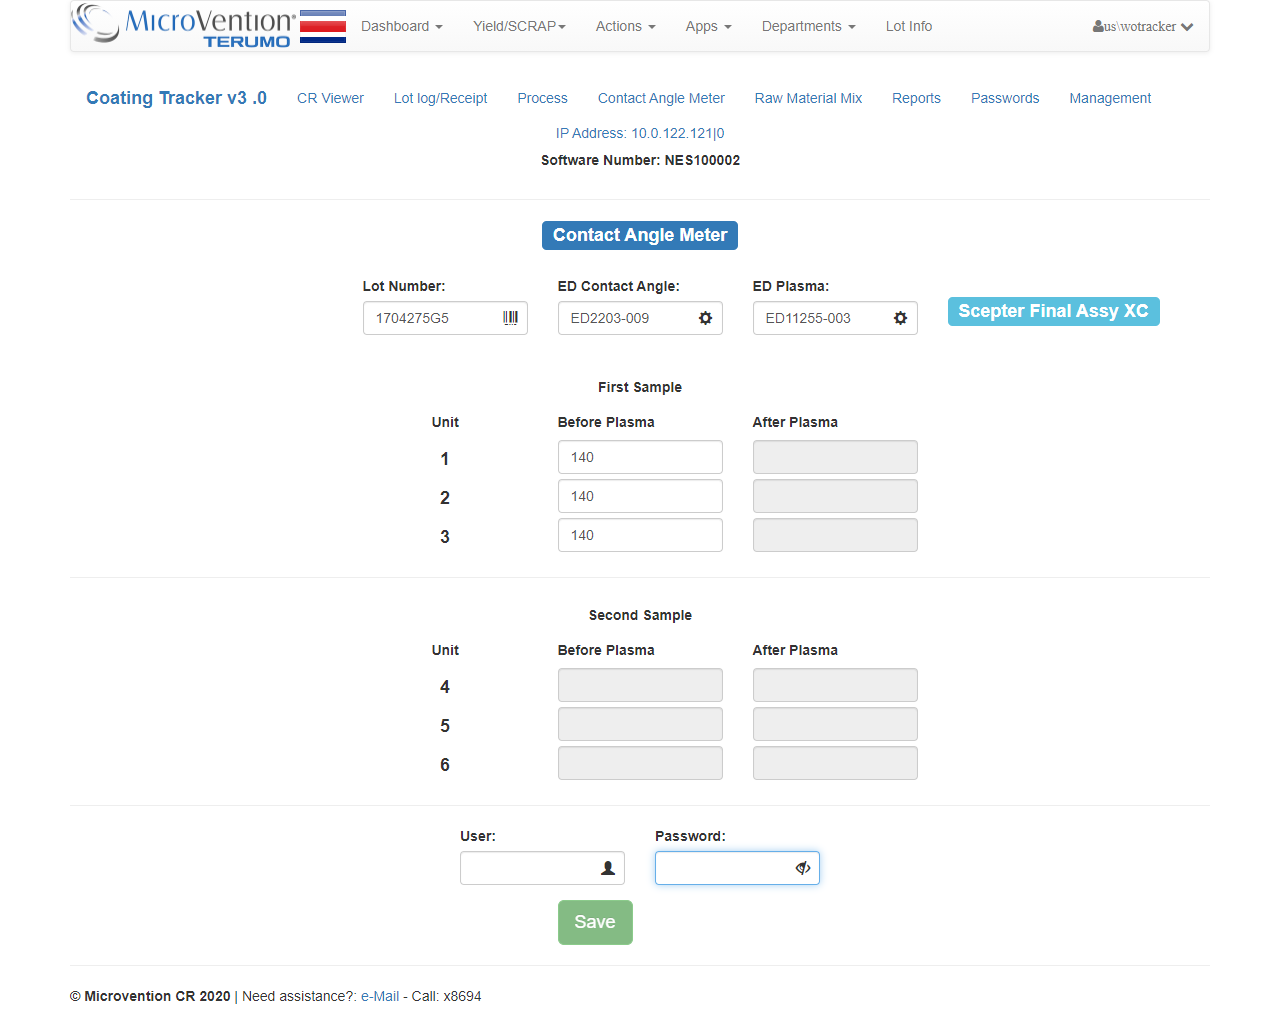 MicroVention®
TERUMO
Dashboard Yield/SCRAP Actions Apps Departments Lot Info us\wotracker
Coating Tracker v3 .0 CR Viewer Lot log/Receipt Process Contact Angle Meter Raw Material Mix Reports Passwords Management
IP Address: 10.0.122.121|0
Software Number: NES100002
Contact Angle Meter
Lot Number: ED Contact Angle: ED Plasma:
1704275G5 ED2203-009 ED11255-003 Scepter Final Assy XC
First Sample
Unit Before Plasma After Plasma
1 140
2 140
3 140
Second Sample
Unit Before Plasma After Plasma
4
5
6
User: Password:
Save
© Microvention CR 2020 | Need assistance?: e-Mail - Call: x8694